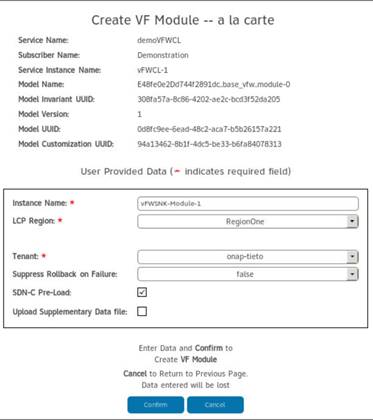 Create VF Module -- a la carte
Service Name: demoVFWCL
Subscriber Name: Demonstration
Service Instance Name: vFWCL-1
Model Name: E48fe0e2Dd744f2891dc..base_vfw..module-0
Model Invariant UUID: 308fa57a-8c86-4202-ae2c-bcd3f52da205
Model Version: 1
Model UUID: 0d8fc9ee-6ead-48c2-aca7-b5b26157a221
Model Customization UUID: 94a13462-8b1f-4dc5-be33-b6fa84078313
User Provided Data (* indicates required field)
Instance Name: * vFWSNK-Module-1
LCP Region: * RegionOne
Tenant: * onap-tieto
Suppress Rollback on Failure: false
SDN-C Pre-Load:
Upload Supplementary Data file:
Enter Data and Confirm to
Create VF Module
Cancel to Return to Previous Page.
Data entered will be lost
Confirm Cancel